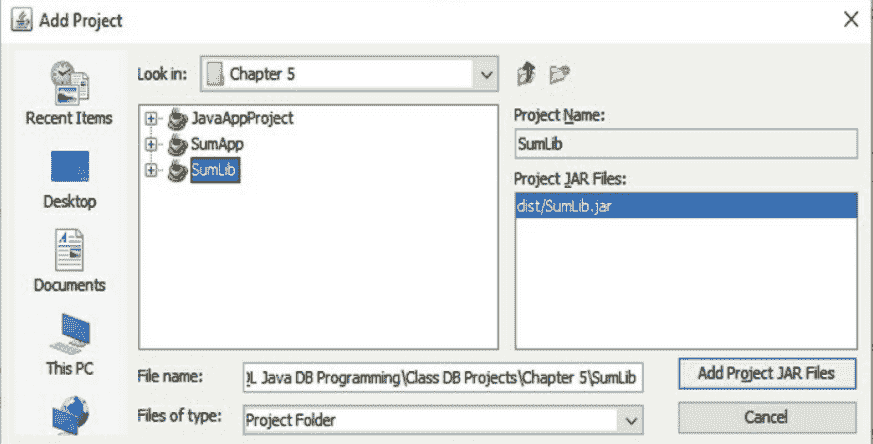 Add Project
Look in: Chapter 5
Recent Items
Desktop
Documents
This PC
JavaAppProject
SumApp
SumLib
Project Name:
SumLib
Project JAR Files:
dist/SumLib.jar
File name: L Java DB Programming\Class DB Projects\Chapter 5\SumLib
Add Project JAR Files
Files of type: Project Folder
Cancel